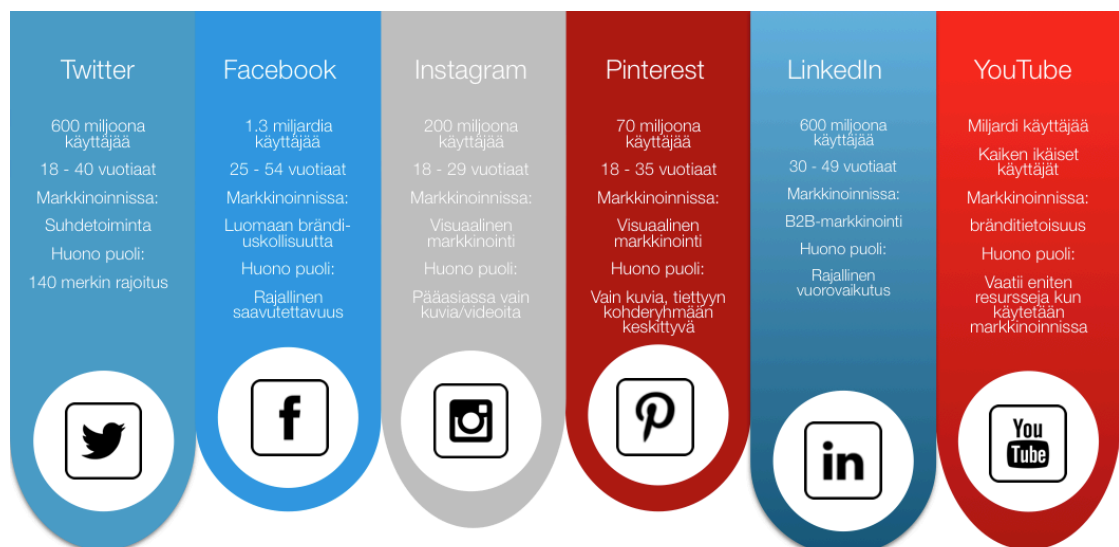 Twitter
600 miljoona
käyttäjää
18 - 40 vuotiaat
Markkinoinnissa:
Suhdetoiminta
Huono puoli:
140 merkin rajoitus
Facebook
1.3 miljardia
käyttäjää
25 - 54 vuotiaat
Markkinoinnissa:
Luomaan brändi-
uskollisuutta
Huono puoli:
Rajallinen
saavutettavuus
f
Instagram
200 miljoona
käyttäjää
18 - 29 vuotiaat
Markkinoinnissa:
Visuaalinen
markkinointi
Huono puoli:
Pääasiassa vain
kuvia/videoita
Pinterest
70 miljoona
käyttäjää
18 - 35 vuotiaat
Markkinoinnissa:
Visuaalinen
markkinointi
Huono puoli:
Vain kuvia, tiettyyn
kohderyhmään
keskittyvä
P
LinkedIn
600 miljoona
käyttäjää
30 - 49 vuotiaat
Markkinoinnissa:
B2B-markkinointi
Huono puoli:
Rajallinen
vuorovaikutus
in
YouTube
Miljardi käyttäjää
Kaiken ikäiset
käyttäjät
Markkinoinnissa:
bränditietoisuus
Huono puoli:
Vaatii eniten
resursseja kun
käytetään
markkinoinnissa
You
Tube